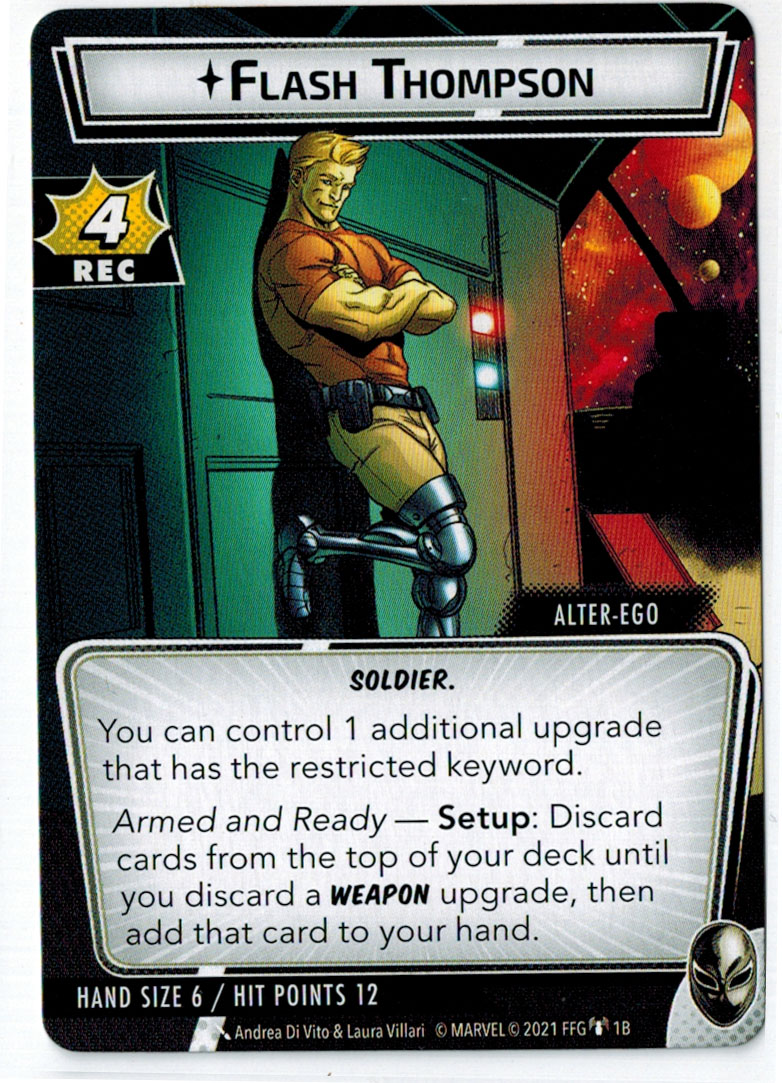 FLASH THOMPSON
4
REC
ALTER-EGO
SOLDIER.
You can control 1 additional upgrade
that has the restricted keyword.
Armed and Ready — Setup: Discard
cards from the top of your deck until
you discard a WEAPON upgrade, then
add that card to your hand.
HAND SIZE 6 / HIT POINTS 12
Andrea Di Vito & Laura Villari © MARVEL © 2021 FFG 1B